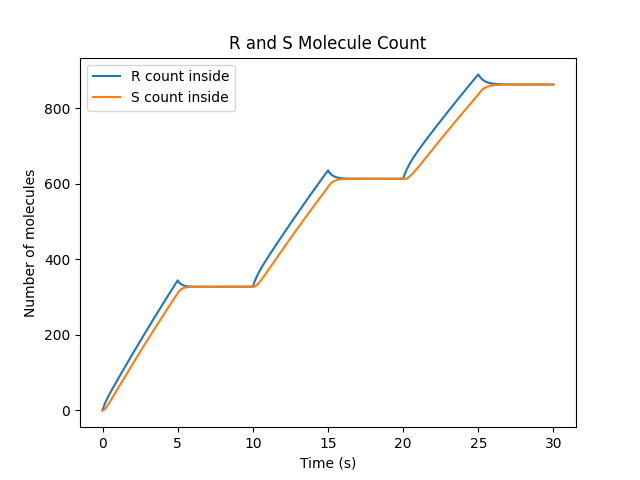 R and S Molecule Count
R count inside
S count inside
Number of molecules
800
600
400
200
0
0 5 10 15 20 25 30
Time (s)